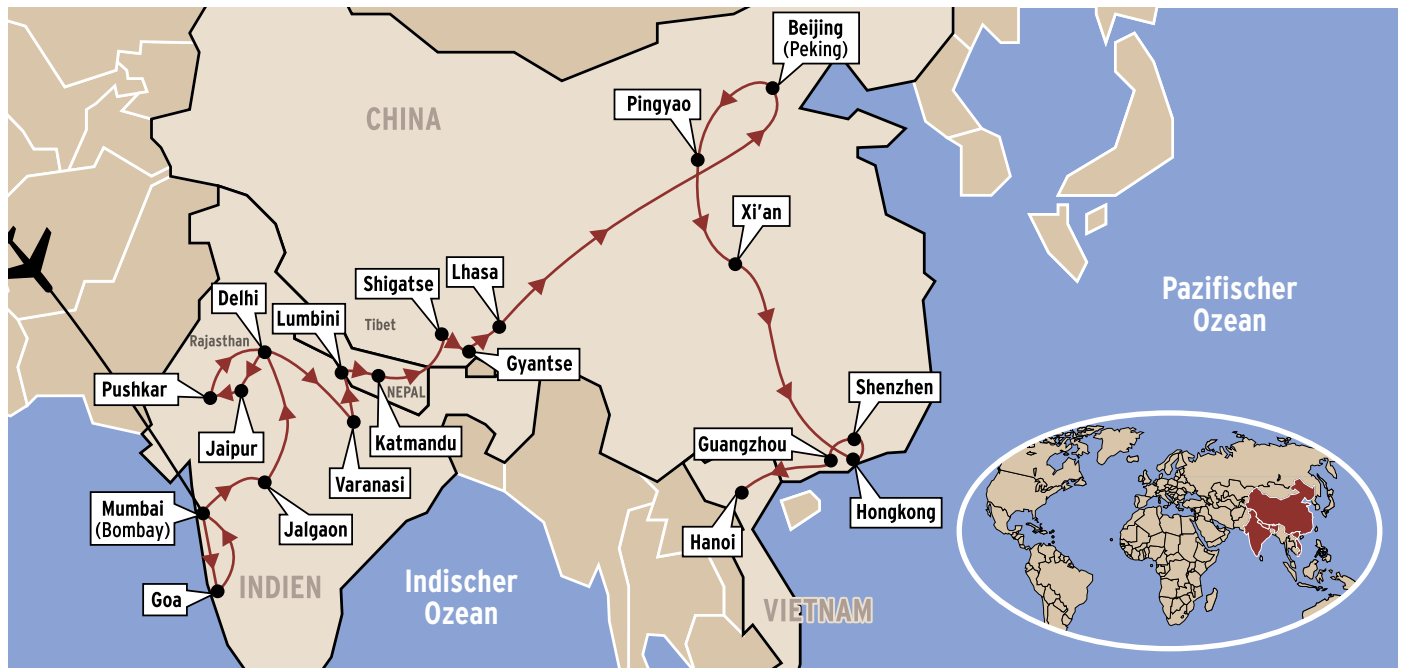 Beijing
(Peking)
Pingyao
CHINA
Xi'an
Lhasa
Shigatse
Delhi
Lumbini
Tibet
Rajasthan
Gyantse
Pushkar
NEPAL
Shenzhen
Jaipur
Katmandu
Guangzhou
Varanasi
Mumbai
(Bombay)
Jalgaon
Hongkong
Hanoi
Goa
INDIEN
Indischer
Ozean
VIETNAM
Pazifischer
Ozean